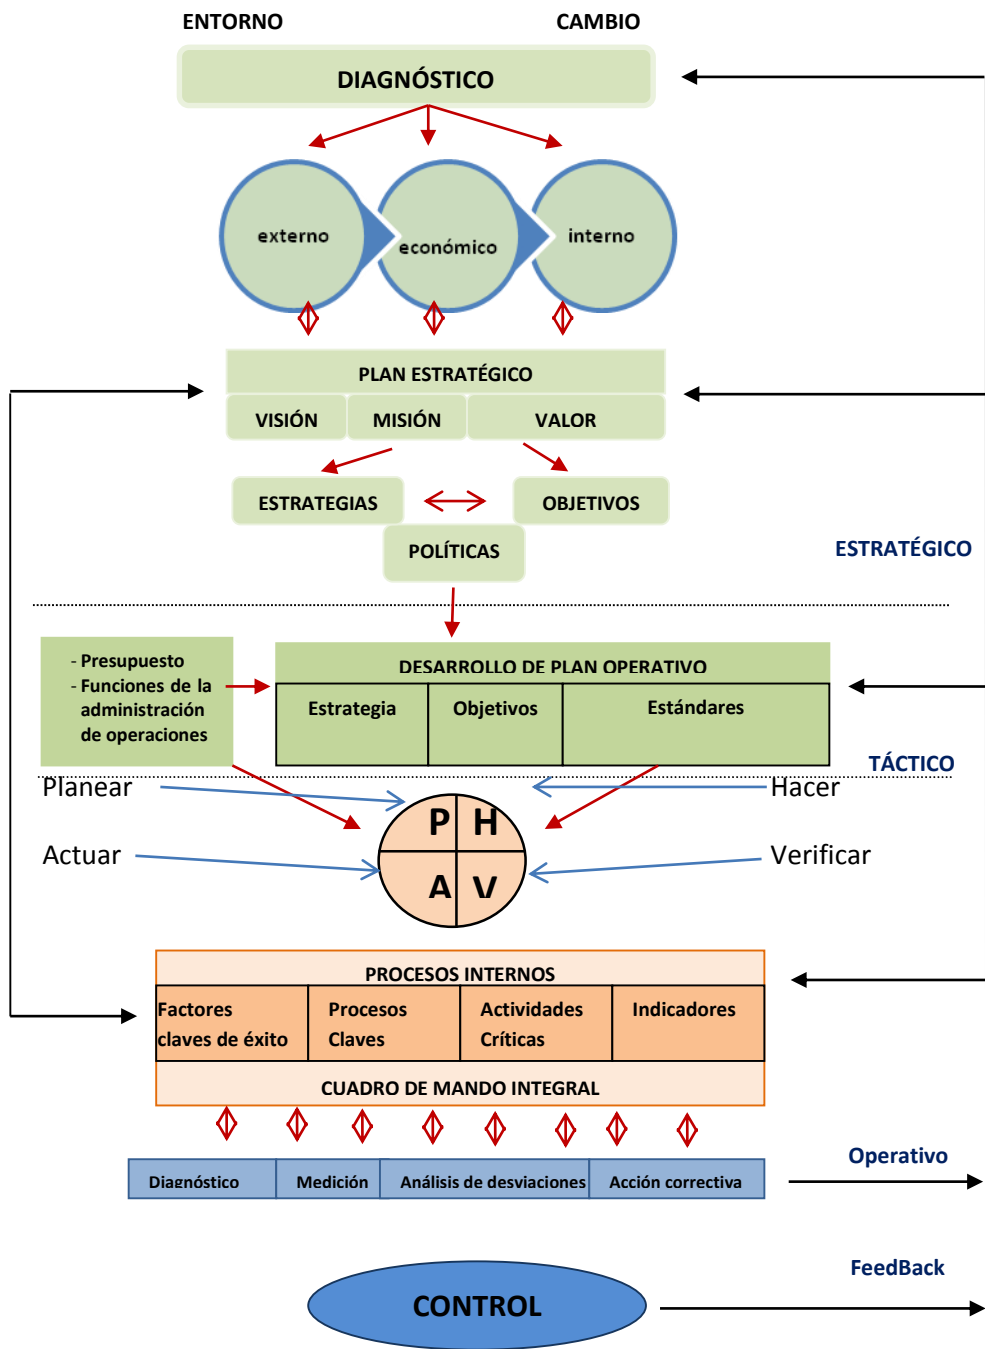 ENTORNO
CAMBIO
DIAGNÓSTICO
externo
económico
interno
PLAN ESTRATÉGICO
VISIÓN
MISIÓN
VALOR
ESTRATEGIAS
OBJETIVOS
POLÍTICAS
ESTRATÉGICO
- Presupuesto
- Funciones de la
administración
de operaciones
DESARROLLO DE PLAN OPERATIVO
Estrategia
Objetivos
Estándares
TÁCTICO
Planear
Hacer
P H
Actuar
Verificar
A V
PROCESOS INTERNOS
Factores
claves de éxito
Procesos
Claves
Actividades
Críticas
Indicadores
CUADRO DE MANDO INTEGRAL
Operativo
Diagnóstico
Medición
Análisis de desviaciones
Acción correctiva
FeedBack
CONTROL